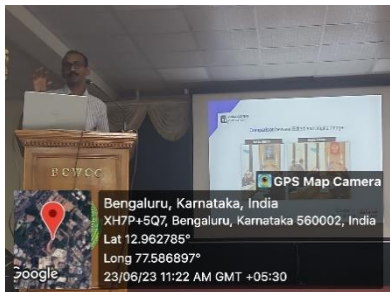 BCWCC
GPS Map Camera
Bengaluru, Karnataka, India
XH7P+5Q7, Bengaluru, Karnataka 560002, India
Lat 12.962785°
Long 77.586897°
23/06/23 11:22 AM GMT +05:30
Google